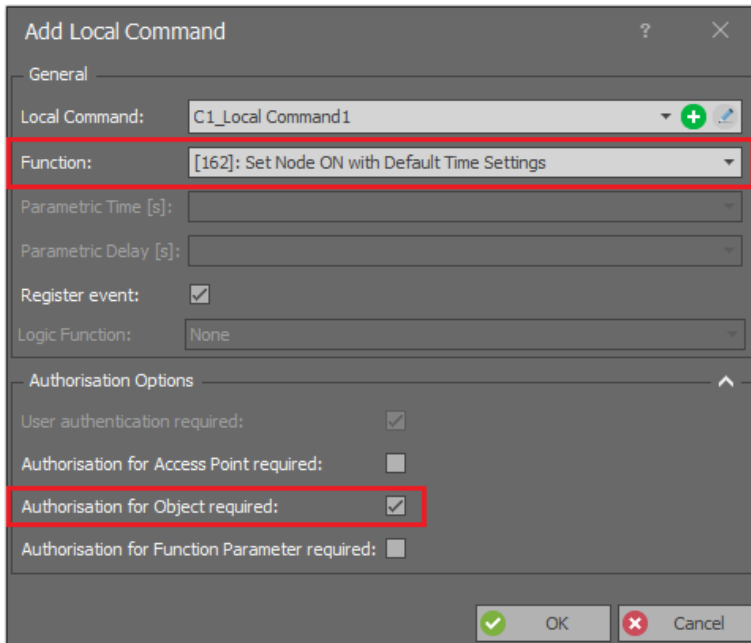 Add Local Command ?
General
Local Command: C1_Local Command1
Function: [162]: Set Node ON with Default Time Settings
Parametric Time [s]:
Parametric Delay [s]:
Register event:
Logic Function: None
Authorisation Options
User authentication required:
Authorisation for Access Point required:
Authorisation for Object required:
Authorisation for Function Parameter required:
OK Cancel